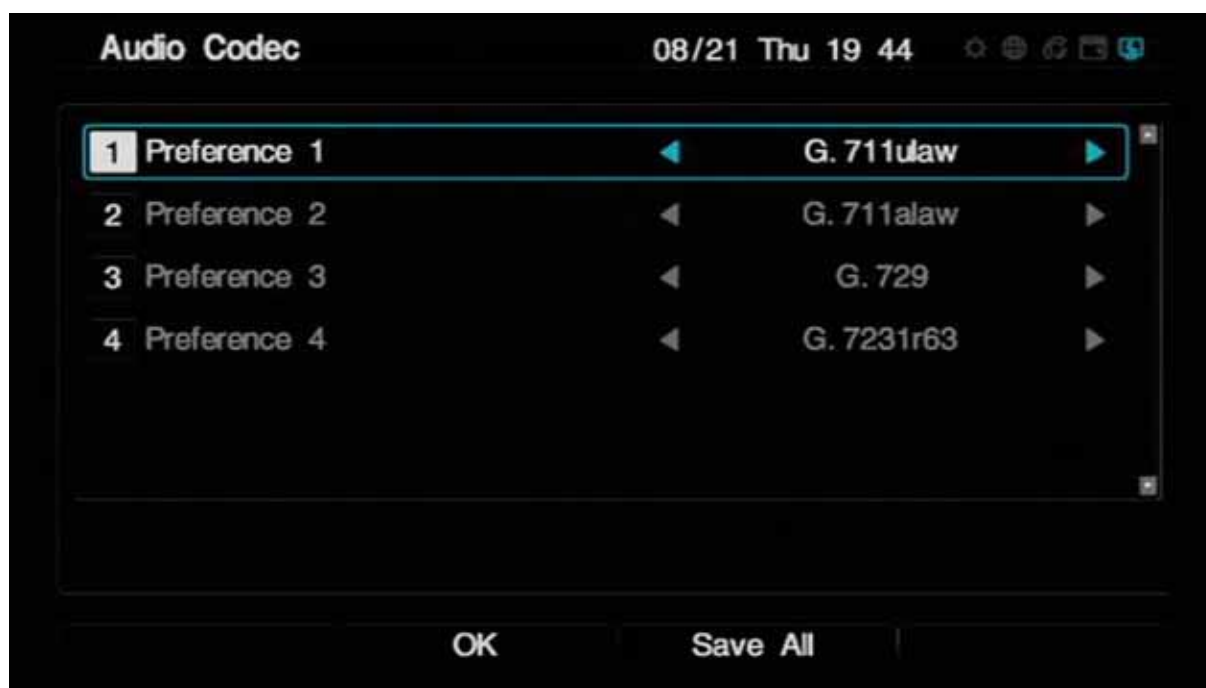 Audio Codec 08/21 Thu 19 44
1 Preference 1 G. 711ulaw
2 Preference 2 G. 711alaw
3 Preference 3 G. 729
4 Preference 4 G. 7231r63
OK Save All